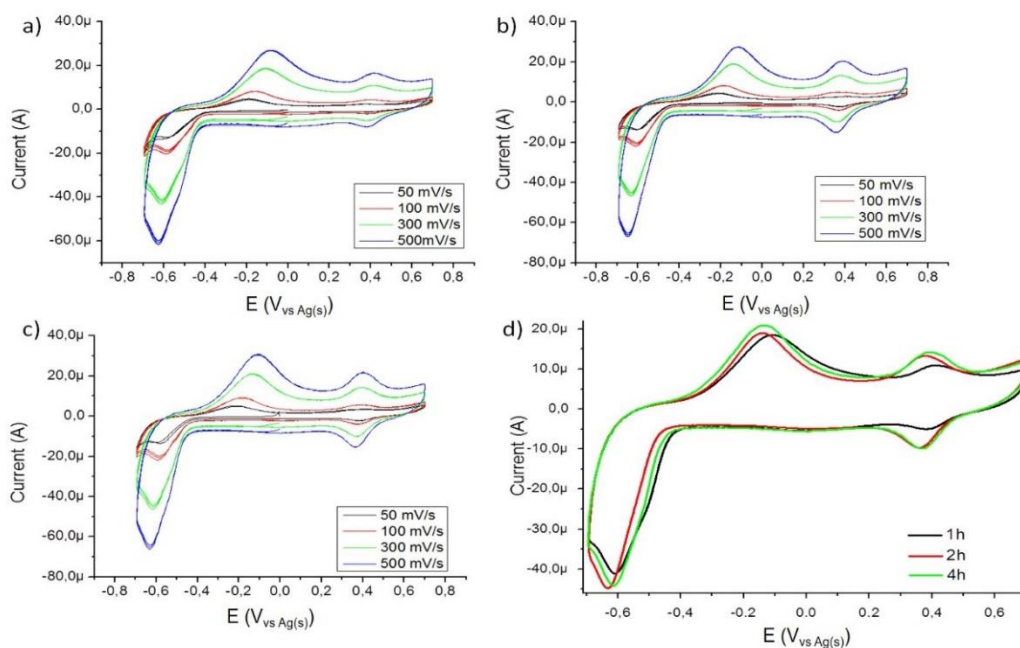 a)
40,0µ
20,0µ
0,0
-20,0µ
-40,0µ
-60,0µ
Current (A)
50 mV/s
100 mV/s
300 mV/s
500mV/s
-0,8 -0,6 -0,4 -0,2 0,0 0,2 0,4 0,6 0,8
E (V vs Ag(s))
b)
40,0µ
20,0µ
0,0
-20,0µ
-40,0µ
-60,0µ
-80,0µ
Current (A)
50 mV/s
100 mV/s
300 mV/s
500 mV/s
-0,8 -0,6 -0,4 -0,2 0,0 0,2 0,4 0,6 0,8
E (V vs Ag(s))
c)
40,0µ
20,0µ
0,0
-20,0µ
-40,0µ
-60,0µ
-80,0µ
Current (A)
50 mV/s
100 mV/s
300 mV/s
500 mV/s
-0,8 -0,6 -0,4 -0,2 0,0 0,2 0,4 0,6 0,8
E (V vs Ag(s))
d)
20,0µ
10,0µ
0,0
-10,0µ
-20,0µ
-30,0µ
-40,0µ
Current (A)
1h
2h
4h
-0,6 -0,4 -0,2 0,0 0,2 0,4 0,6
E (V vs Ag(s))